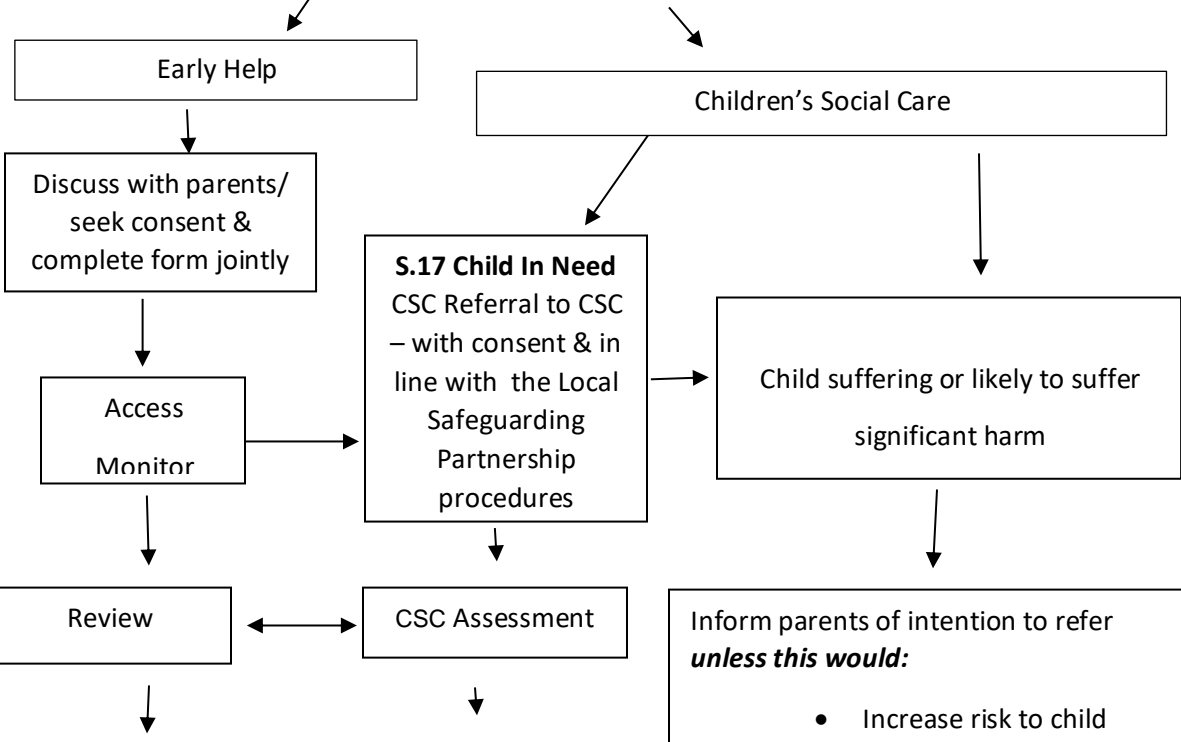 Early Help
Children’s Social Care
Discuss with parents/
seek consent &
complete form jointly
S.17 Child In Need
CSC Referral to CSC
– with consent & in
line with  the Local
Safeguarding
Partnership
procedures
Child suffering or likely to suffer
significant harm
Access
Monitor
Review
CSC Assessment
Inform parents of intention to refer
unless this would:
• Increase risk to child